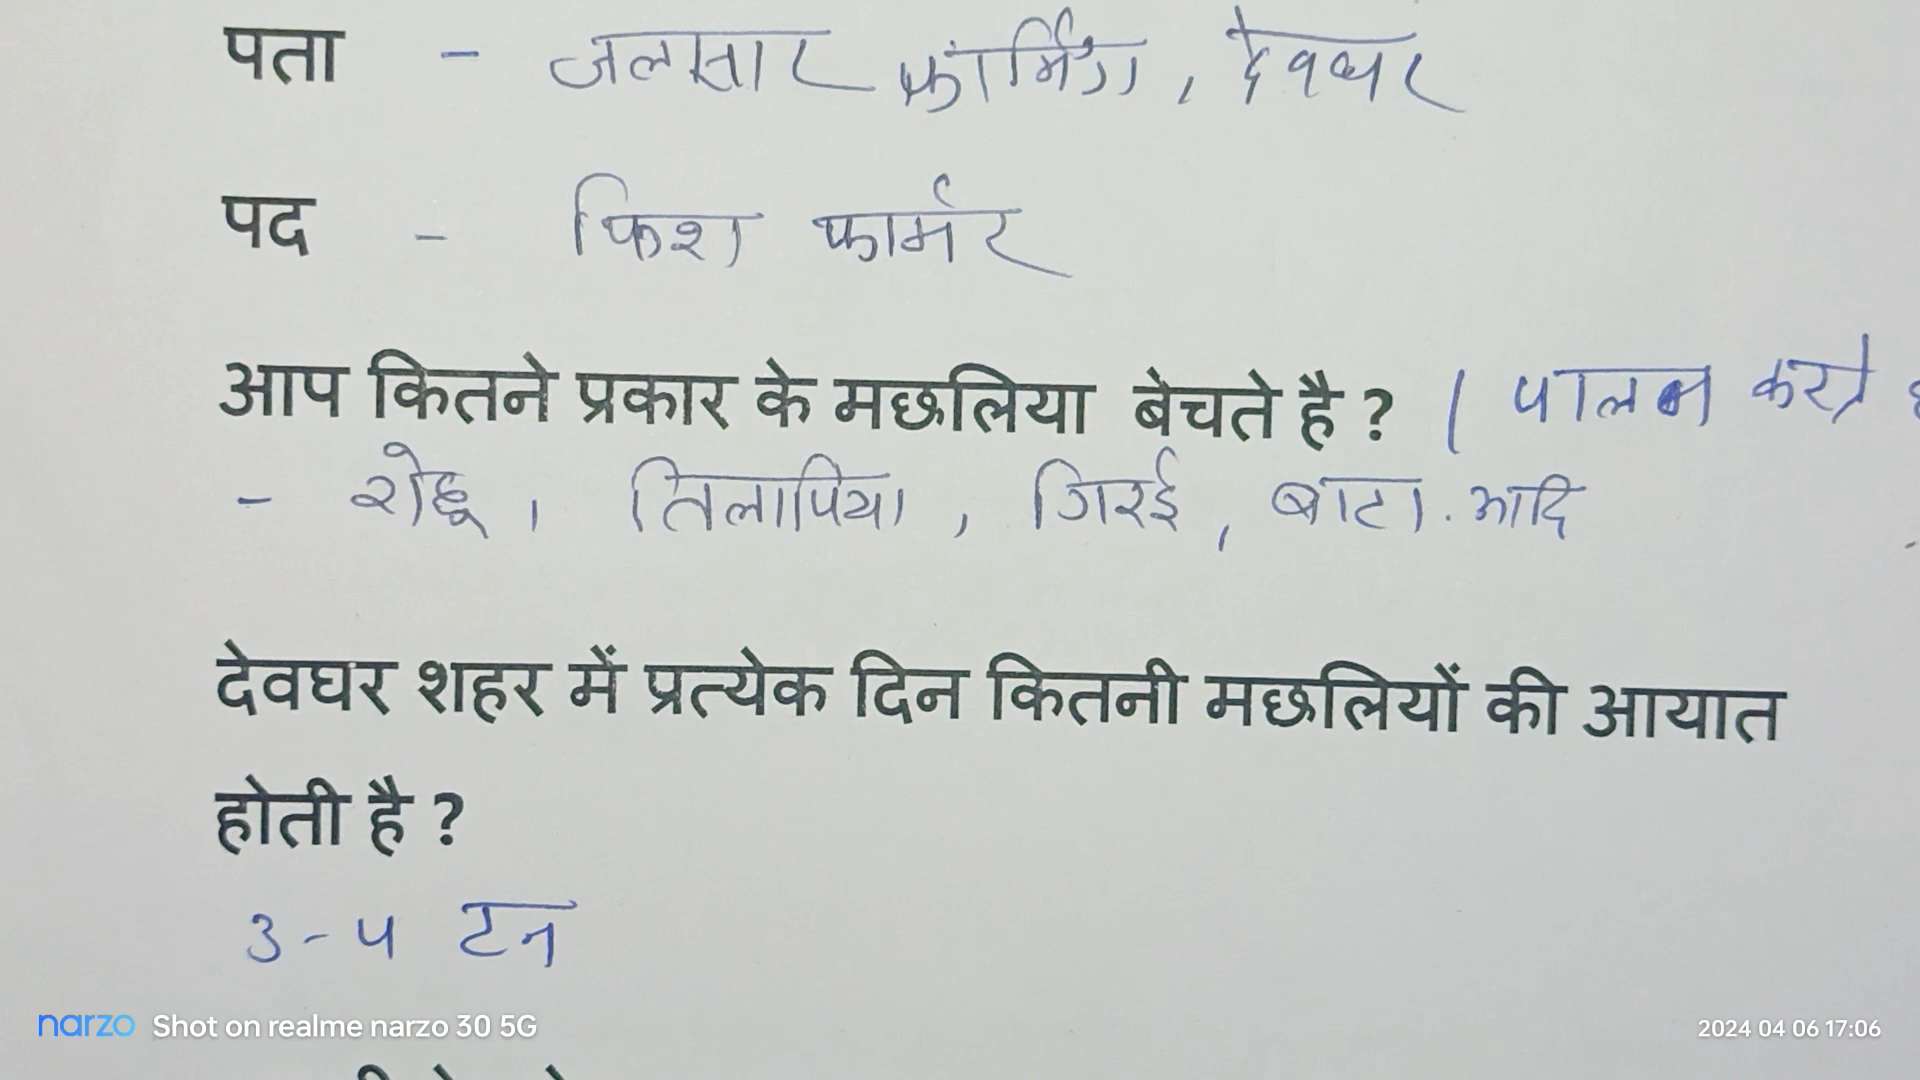 पता - जलसार फार्मिंग, देवघर
पद - फिश फार्मर
आप कितने प्रकार के मछलिया बेचते है ? ( पालन करते
- रोहू, तिलापिया, गिरई, बाटा. आदि
देवघर शहर में प्रत्येक दिन कितनी मछलियों की आयात
होती है ?
3-4 टन
narzo Shot on realme narzo 30 5G
2024 04 06 17:06